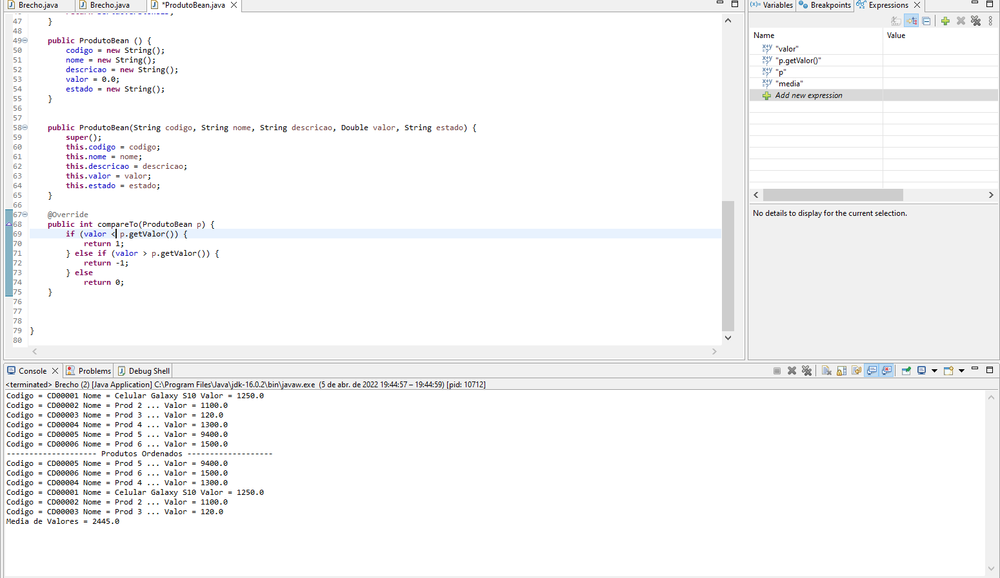 Brecho.java
Brecho.java
*ProdutoBean.java
47 }
48
49 public ProdutoBean () {
50 codigo = new String();
51 nome = new String();
52 descricao = new String();
53 valor = 0.0;
54 estado = new String();
55 }
56
57
58 public ProdutoBean(String codigo, String nome, String descricao, Double valor, String estado) {
59 super();
60 this.codigo = codigo;
61 this.nome = nome;
62 this.descricao = descricao;
63 this.valor = valor;
64 this.estado = estado;
65 }
66
67 @Override
68 public int compareTo(ProdutoBean p) {
69 if (valor < p.getValor()) {
70 return 1;
71 } else if (valor > p.getValor()) {
72 return -1;
73 } else
74 return 0;
75 }
76
77
78
79 }
80
(x)= Variables
Breakpoints
Expressions
Name Value
"valor"
"p.getValor()"
"p"
"media"
Add new expression
No details to display for the current selection.
Console
Problems
Debug Shell
<terminated> Brecho (2) [Java Application] C:\Program Files\Java\jdk-16.0.2\bin\javaw.exe (5 de abr. de 2022 19:44:57 – 19:44:59) [pid: 10712]
Codigo = CD00001 Nome = Celular Galaxy S10 Valor = 1250.0
Codigo = CD00002 Nome = Prod 2 ... Valor = 1100.0
Codigo = CD00003 Nome = Prod 3 ... Valor = 120.0
Codigo = CD00004 Nome = Prod 4 ... Valor = 1300.0
Codigo = CD00005 Nome = Prod 5 ... Valor = 9400.0
Codigo = CD00006 Nome = Prod 6 ... Valor = 1500.0
-------------------- Produtos Ordenados -------------------
Codigo = CD00005 Nome = Prod 5 ... Valor = 9400.0
Codigo = CD00006 Nome = Prod 6 ... Valor = 1500.0
Codigo = CD00004 Nome = Prod 4 ... Valor = 1300.0
Codigo = CD00001 Nome = Celular Galaxy S10 Valor = 1250.0
Codigo = CD00002 Nome = Prod 2 ... Valor = 1100.0
Codigo = CD00003 Nome = Prod 3 ... Valor = 120.0
Media de Valores = 2445.0